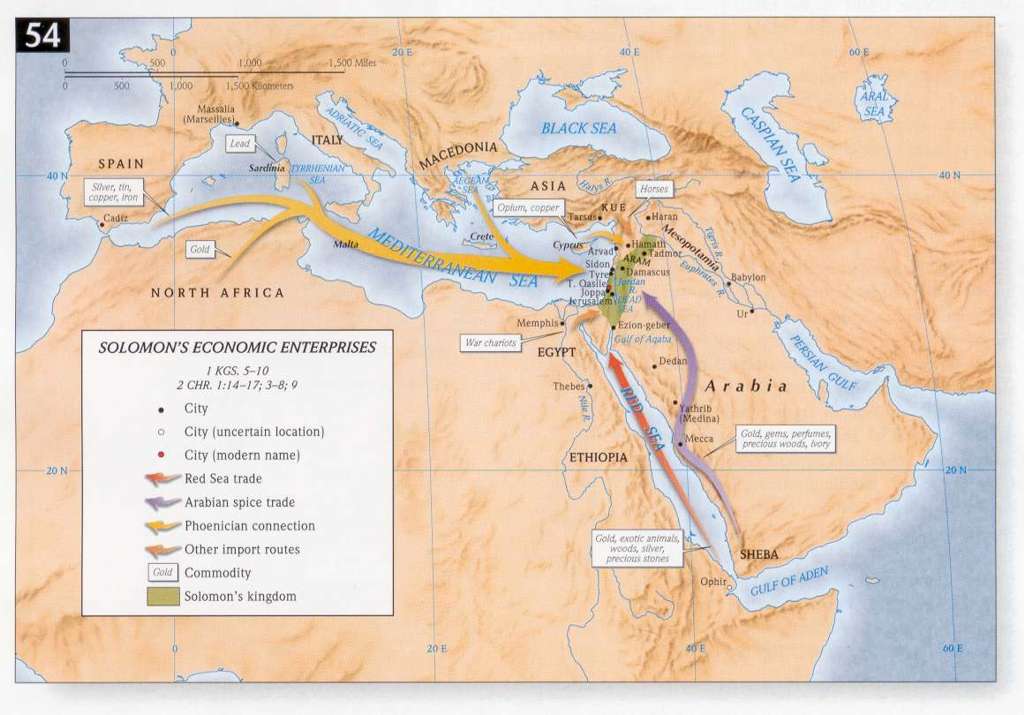 54
0
20 E
40 E
60 E
0 500 1,000 1,500 Miles
0 500 1,000 1,500 Kilometers
Massalia
(Marseilles)
Lead
ITALY
ADRIATIC SEA
MACEDONIA
BLACK SEA
CASPIAN SEA
ARAL
SEA
SPAIN
Sardinia
TYRRHENIAN
SEA
AEGEAN
SEA
ASIA
Halys R.
40 N
40 N
Silver, tin,
copper, iron
Cadiz
Opium, copper
KUE
Horses
Tarsus
Haran
Gold
Malta
Crete
Cyprus
MEDITERRANEAN SEA
Mesopotamia
Tigris R.
Euphrates R.
Arvad
Hamath
Tadmor
ARAM
Sidon
Tyre
Damascus
T. Qasile
Jordan
R.
Joppa
DEAD
SEA
Jerusalem
Babylon
Ur
NORTH AFRICA
Memphis
Ezion-geber
Gulf of Aqaba
War chariots
EGYPT
PERSIAN GULF
Dedan
Thebes
Nile R.
RED SEA
Arabia
Yathrib
(Medina)
Mecca
Gold, gems, perfumes,
precious woods, ivory
ETHIOPIA
20 N
20 N
Gold, exotic animals,
woods, silver,
precious stones
SHEBA
Ophir
GULF OF ADEN
SOLOMON'S ECONOMIC ENTERPRISES
1 KGS. 5–10
2 CHR. 1:14–17; 3–8; 9
City
City (uncertain location)
City (modern name)
Red Sea trade
Arabian spice trade
Phoenician connection
Other import routes
Gold Commodity
Solomon's kingdom
0
20 E
40 E
60 E